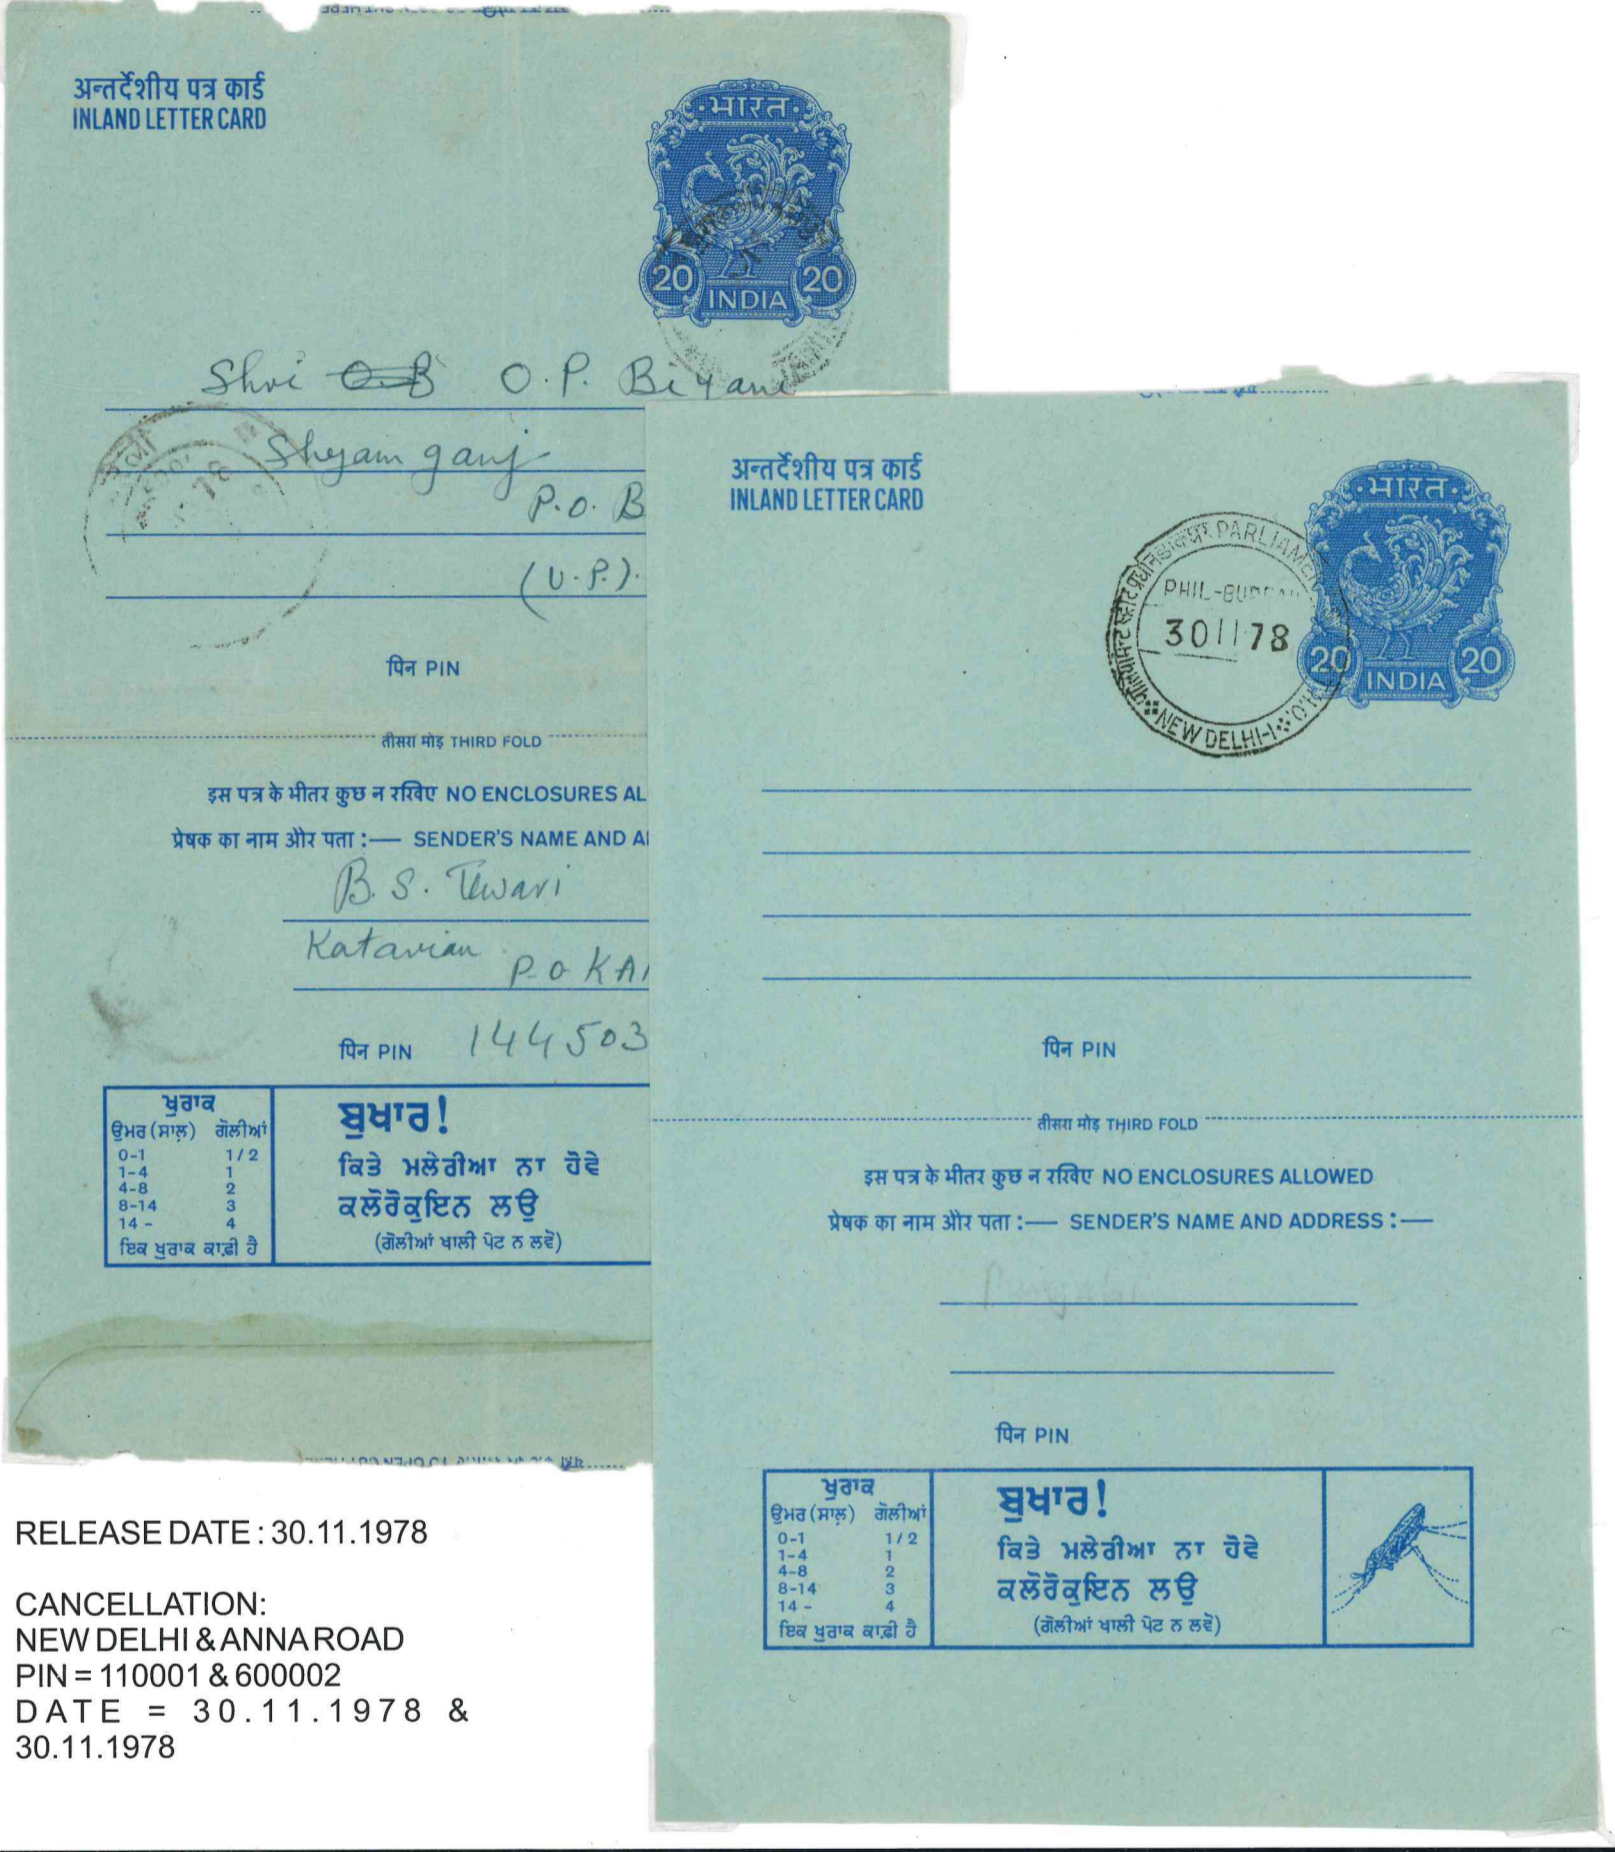 अन्तर्देशीय पत्र कार्ड
INLAND LETTER CARD
भारत
20 20
INDIA
Shri O.P. Biyani
Shyam ganj
P.O. B
(U.P.).
78
पिन PIN
तीसरा मोड़ THIRD FOLD
इस पत्र के भीतर कुछ न रखिए NO ENCLOSURES AL
प्रेषक का नाम और पता :— SENDER'S NAME AND A
B. S. Tewari
Katarian
P.O KA
पिन PIN 144503
ਖੁਰਾਕ
ਉਮਰ (ਸਾਲ) ਗੋਲੀਆਂ
0-1 1/2
1-4 1
4-8 2
8-14 3
14 - 4
ਇਕ ਖੁਰਾਕ ਕਾਫ਼ੀ ਹੈ
ਬੁਖਾਰ!
ਕਿਤੇ ਮਲੇਰੀਆ ਨਾ ਹੋਵੇ
ਕਲੋਰੋਕੁਇਨ ਲਉ
(ਗੋਲੀਆਂ ਖਾਲੀ ਪੇਟ ਨ ਲਵੋ)
अन्तर्देशीय पत्र कार्ड
INLAND LETTER CARD
भारत
20 20
INDIA
PARLIAMEN
PHIL-BUREAU
30 11 78
NEW DELHI-1
पिन PIN
तीसरा मोड़ THIRD FOLD
इस पत्र के भीतर कुछ न रखिए NO ENCLOSURES ALLOWED
प्रेषक का नाम और पता :— SENDER'S NAME AND ADDRESS :—
पिन PIN
ਖੁਰਾਕ
ਉਮਰ (ਸਾਲ) ਗੋਲੀਆਂ
0-1 1/2
1-4 1
4-8 2
8-14 3
14 - 4
ਇਕ ਖੁਰਾਕ ਕਾਫ਼ੀ ਹੈ
ਬੁਖਾਰ!
ਕਿਤੇ ਮਲੇਰੀਆ ਨਾ ਹੋਵੇ
ਕਲੋਰੋਕੁਇਨ ਲਉ
(ਗੋਲੀਆਂ ਖਾਲੀ ਪੇਟ ਨ ਲਵੋ)
RELEASE DATE : 30.11.1978
CANCELLATION:
NEW DELHI & ANNA ROAD
PIN = 110001 & 600002
DATE = 30.11.1978 &
30.11.1978